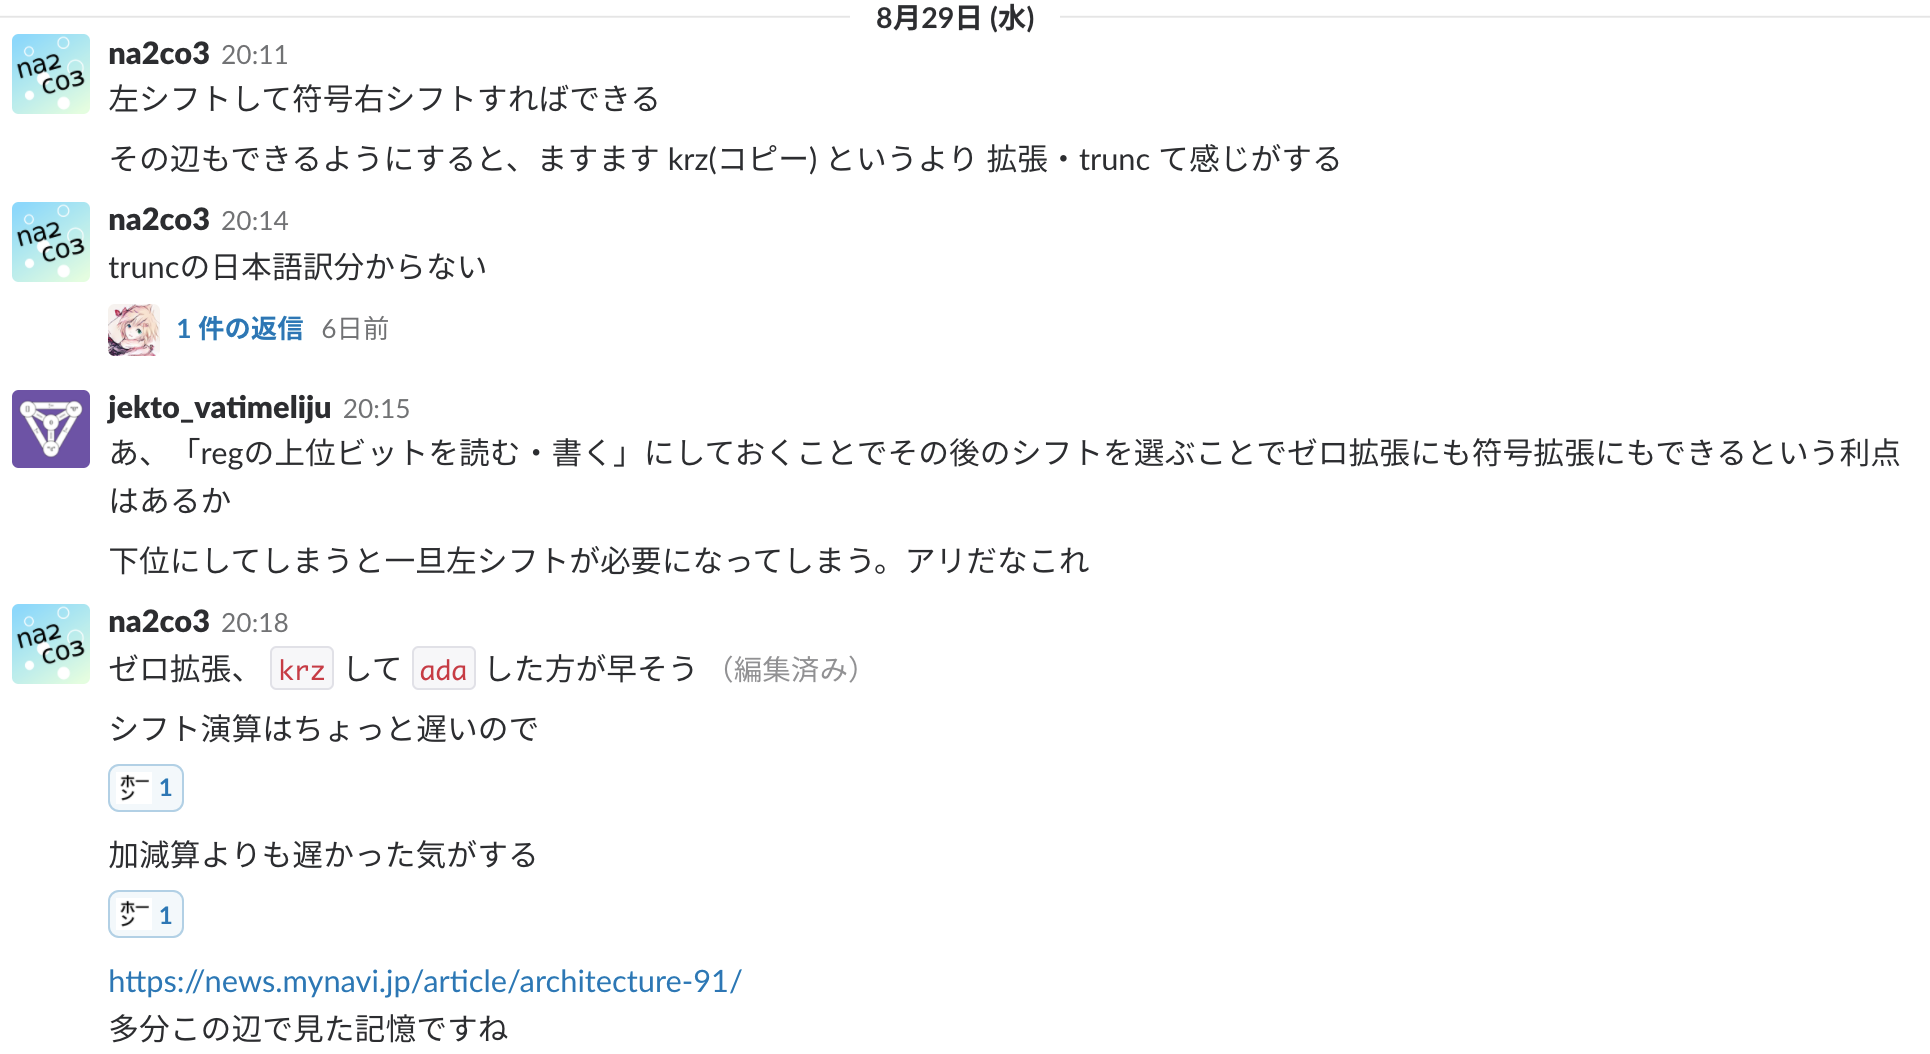 8月29日 (水)
na2co3
na2co3 20:11
左シフトして符号右シフトすればできる
その辺もできるようにすると、ますます krz(コピー) というより 拡張・trunc て感じがする
na2co3
na2co3 20:14
truncの日本語訳分からない
1 件の返信 6日前
jekto_vatimeliju 20:15
あ、「regの上位ビットを読む・書く」にしておくことでその後のシフトを選ぶことでゼロ拡張にも符号拡張にもできるという利点
はあるか
下位にしてしまうと一旦左シフトが必要になってしまう。アリだなこれ
na2co3
na2co3 20:18
ゼロ拡張、 krz して ada した方が早そう （編集済み）
シフト演算はちょっと遅いので
ホーン 1
加減算よりも遅かった気がする
ホーン 1
https://news.mynavi.jp/article/architecture-91/
多分この辺で見た記憶ですね